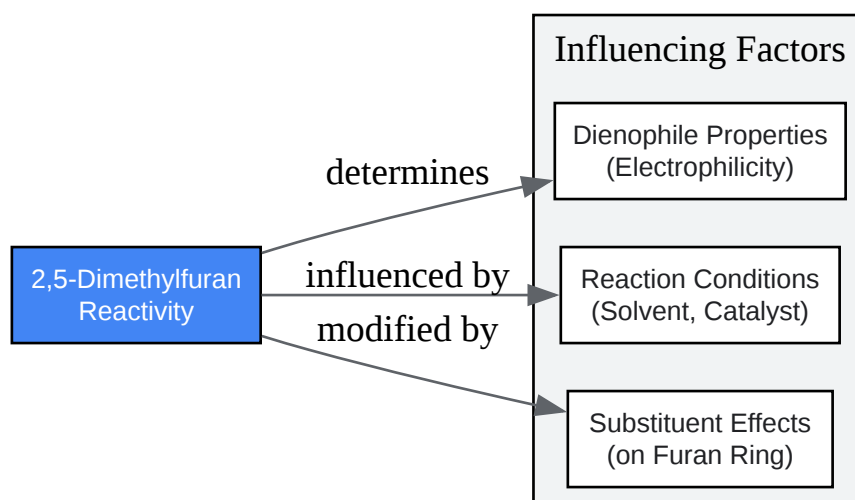 Influencing Factors
Dienophile Properties
(Electrophilicity)
determines
2,5-Dimethylfuran
Reactivity
influenced by
Reaction Conditions
(Solvent, Catalyst)
modified by
Substituent Effects
(on Furan Ring)